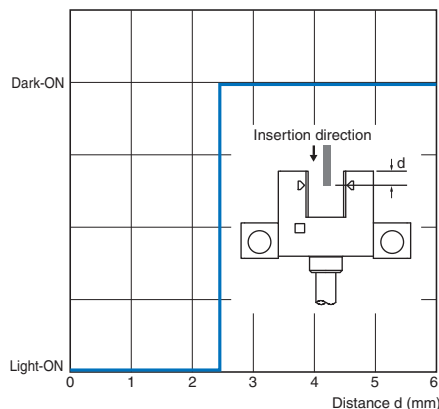 Dark-ON
Insertion direction
d
Light-ON
0 1 2 3 4 5 6
Distance d (mm)